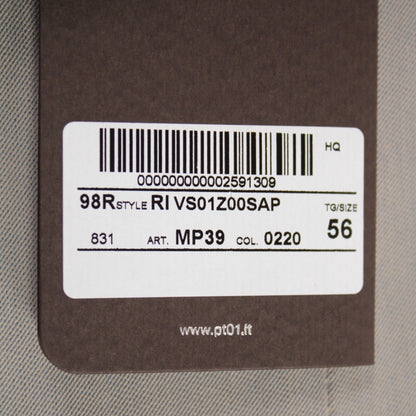 HQ
000000000002591309
98R STYLE RI VS01Z00SAP
TG/SIZE
831 ART. MP39 COL. 0220 56
www.pt01.it